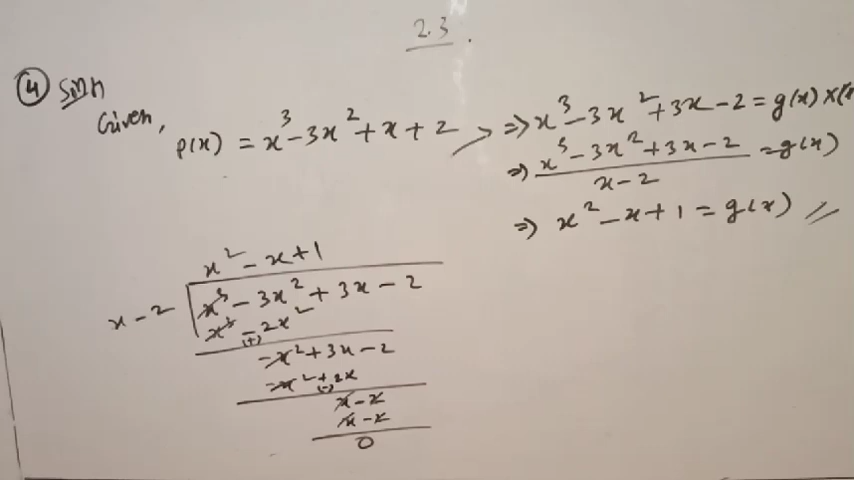 2.3.
4 Soln
Given,
p(x) = x³ - 3x² + x + 2
⇒ x³ - 3x² + 3x - 2 = g(x) x (
⇒ x³ - 3x² + 3x - 2 / x - 2 = g(x)
⇒ x² - x + 1 = g(x) //
x² - x + 1
x - 2 ) x³ - 3x² + 3x - 2
x³ - 2x²
(+)
- x² + 3x - 2
- x² + 2x
(-)
x - 2
x - 2
0